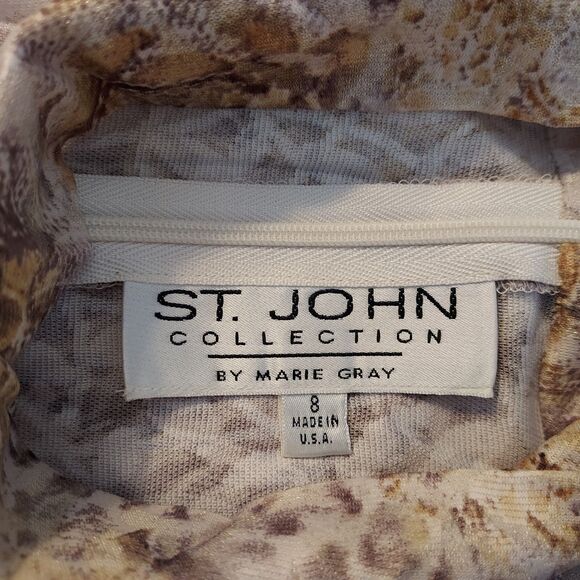 ST. JOHN
COLLECTION
BY MARIE GRAY
8
MADE IN
U.S.A.